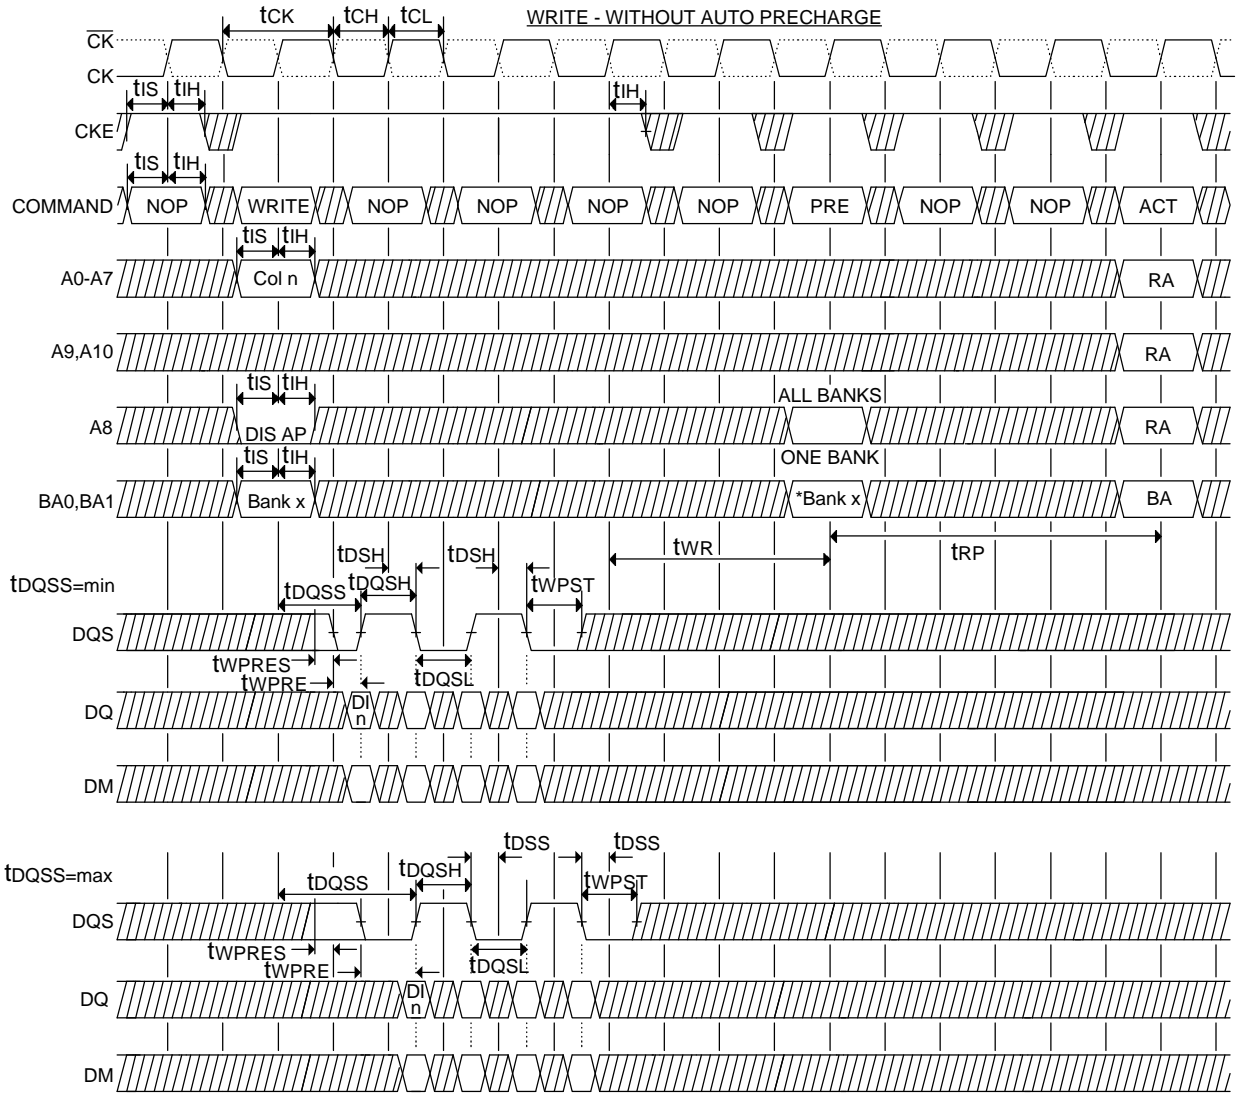 WRITE - WITHOUT AUTO PRECHARGE
tCK tCH tCL
CK
CK
tIS tIH tIH
CKE
tIS tIH
COMMAND NOP WRITE NOP NOP NOP NOP PRE NOP NOP ACT
tIS tIH
A0-A7 Col n RA
A9,A10 RA
tIS tIH ALL BANKS
A8 DIS AP RA
tIS tIH ONE BANK
BA0,BA1 Bank x *Bank x BA
tDSH tDSH tWR tRP
tDQSS=min tDQSS tDQSH tWPST
DQS
tWPRES tDQSL
tWPRE
DQ DI n
DM
tDSS tDSS
tDQSS=max tDQSS tDQSH tWPST
DQS
tWPRES
tWPRE tDQSL
DQ DI n
DM